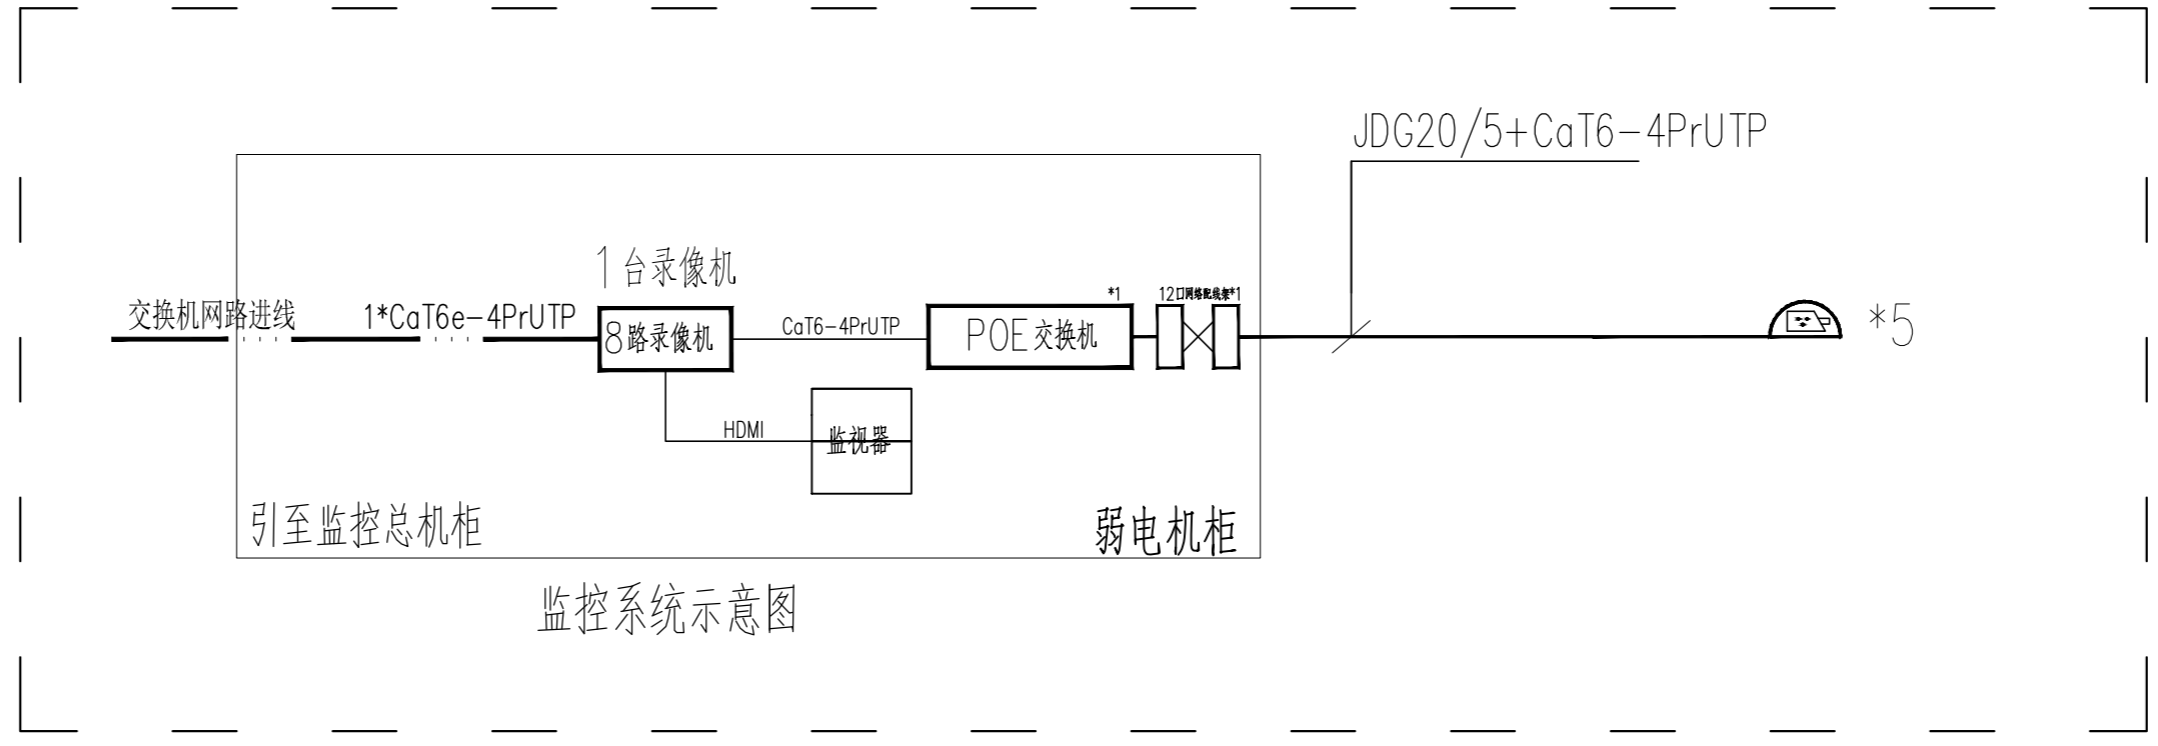 JDG20/5+CaT6-4PrUTP
1台录像机
交换机网路进线
1*CaT6e-4PrUTP
8路录像机
CaT6-4PrUTP
*1
POE交换机
12口网络配线架*1
*5
HDMI
监视器
引至监控总机柜
弱电机柜
监控系统示意图